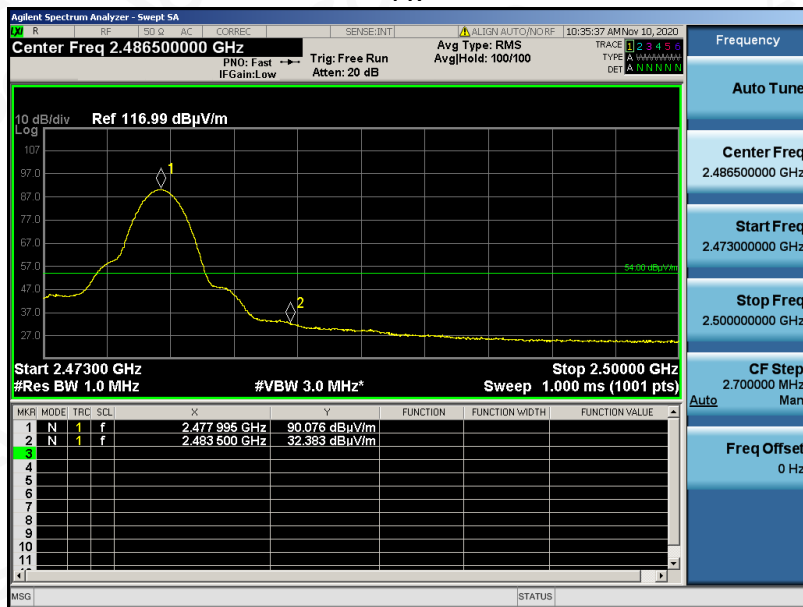 Agilent Spectrum Analyzer - Swept SA
LXI R RF 50 Ω AC CORREC SENSE:INT ALIGN AUTO/NO RF 10:35:37 AM Nov 10, 2020
Center Freq 2.486500000 GHz
PNO: Fast
IFGain:Low
Trig: Free Run
Atten: 20 dB
Avg Type: RMS
Avg|Hold: 100/100
TRACE 1 2 3 4 5 6
TYPE A WWWWW
DET A N N N N N
10 dB/div Ref 116.99 dBµV/m
Log
107
97.0
87.0
77.0
67.0
57.0
47.0
37.0
27.0
1
2
54.00 dBµV/m
Start 2.47300 GHz Stop 2.50000 GHz
#Res BW 1.0 MHz #VBW 3.0 MHz* Sweep 1.000 ms (1001 pts)
MKR MODE TRC SCL X Y FUNCTION FUNCTION WIDTH FUNCTION VALUE
1 N 1 f 2.477 995 GHz 90.076 dBµV/m
2 N 1 f 2.483 500 GHz 32.383 dBµV/m
3
4
5
6
7
8
9
10
11
MSG STATUS
Frequency
Auto Tune
Center Freq
2.486500000 GHz
Start Freq
2.473000000 GHz
Stop Freq
2.500000000 GHz
CF Step
2.700000 MHz
Auto Man
Freq Offset
0 Hz